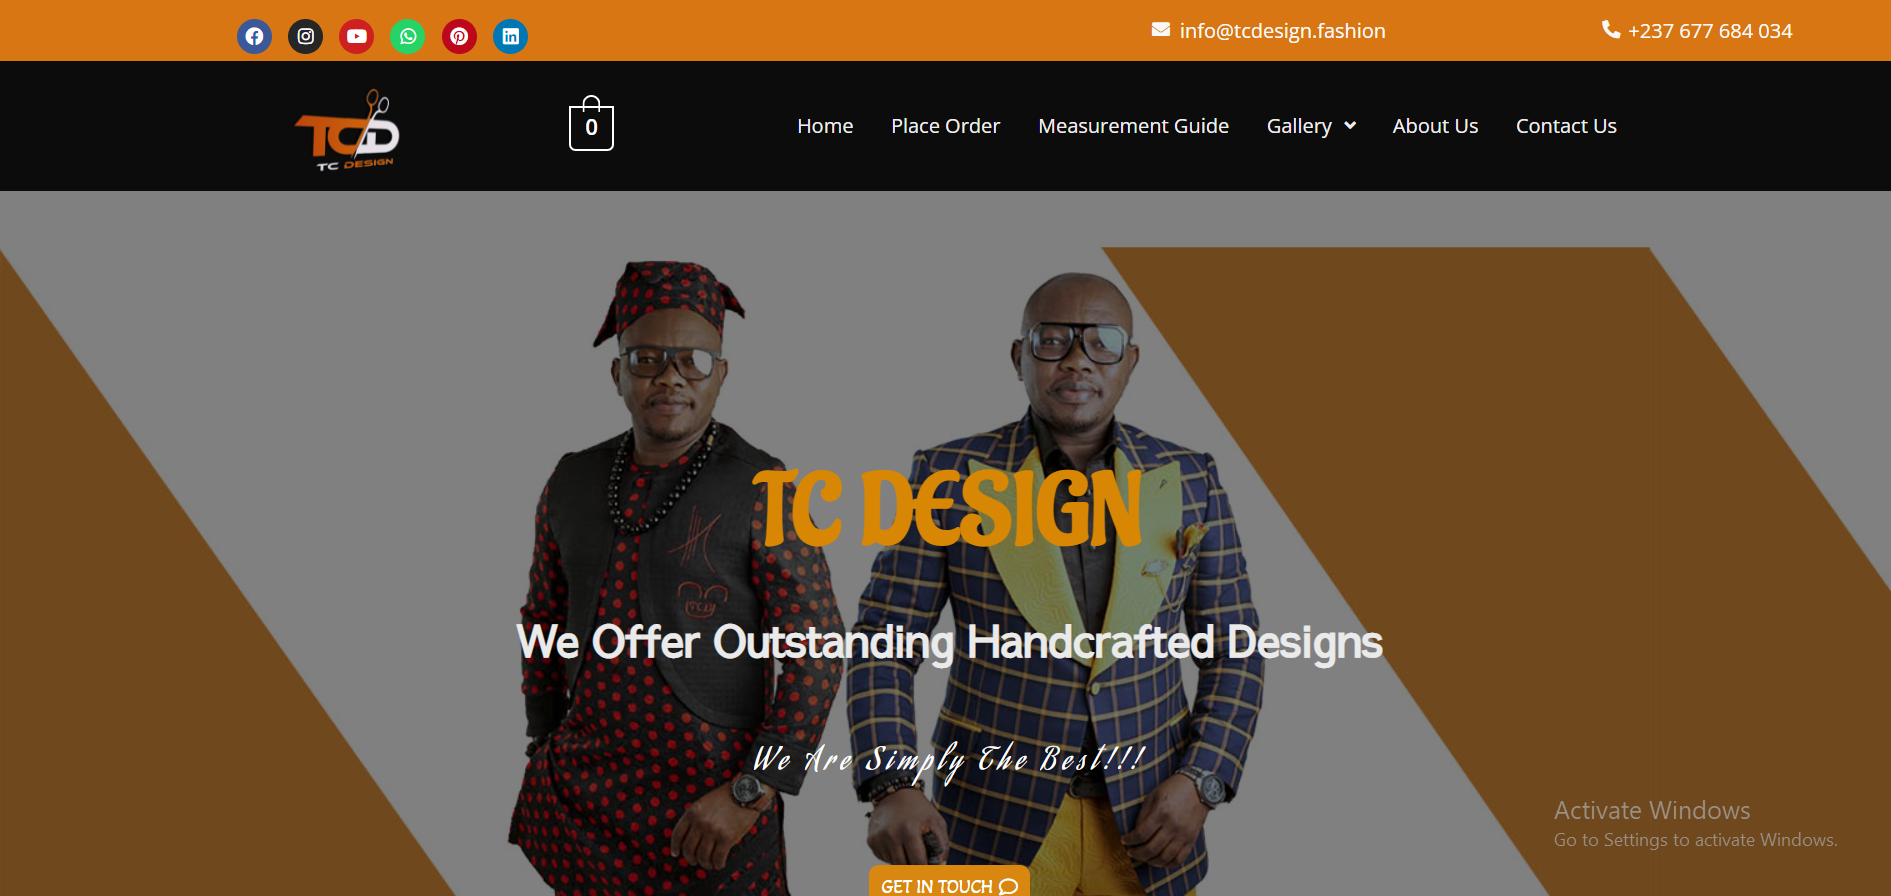 info@tcdesign.fashion
+237 677 684 034
TCD
TC DESIGN
0
Home
Place Order
Measurement Guide
Gallery
About Us
Contact Us
TC DESIGN
We Offer Outstanding Handcrafted Designs
We Are Simply The Best!!!
GET IN TOUCH
Activate Windows
Go to Settings to activate Windows.